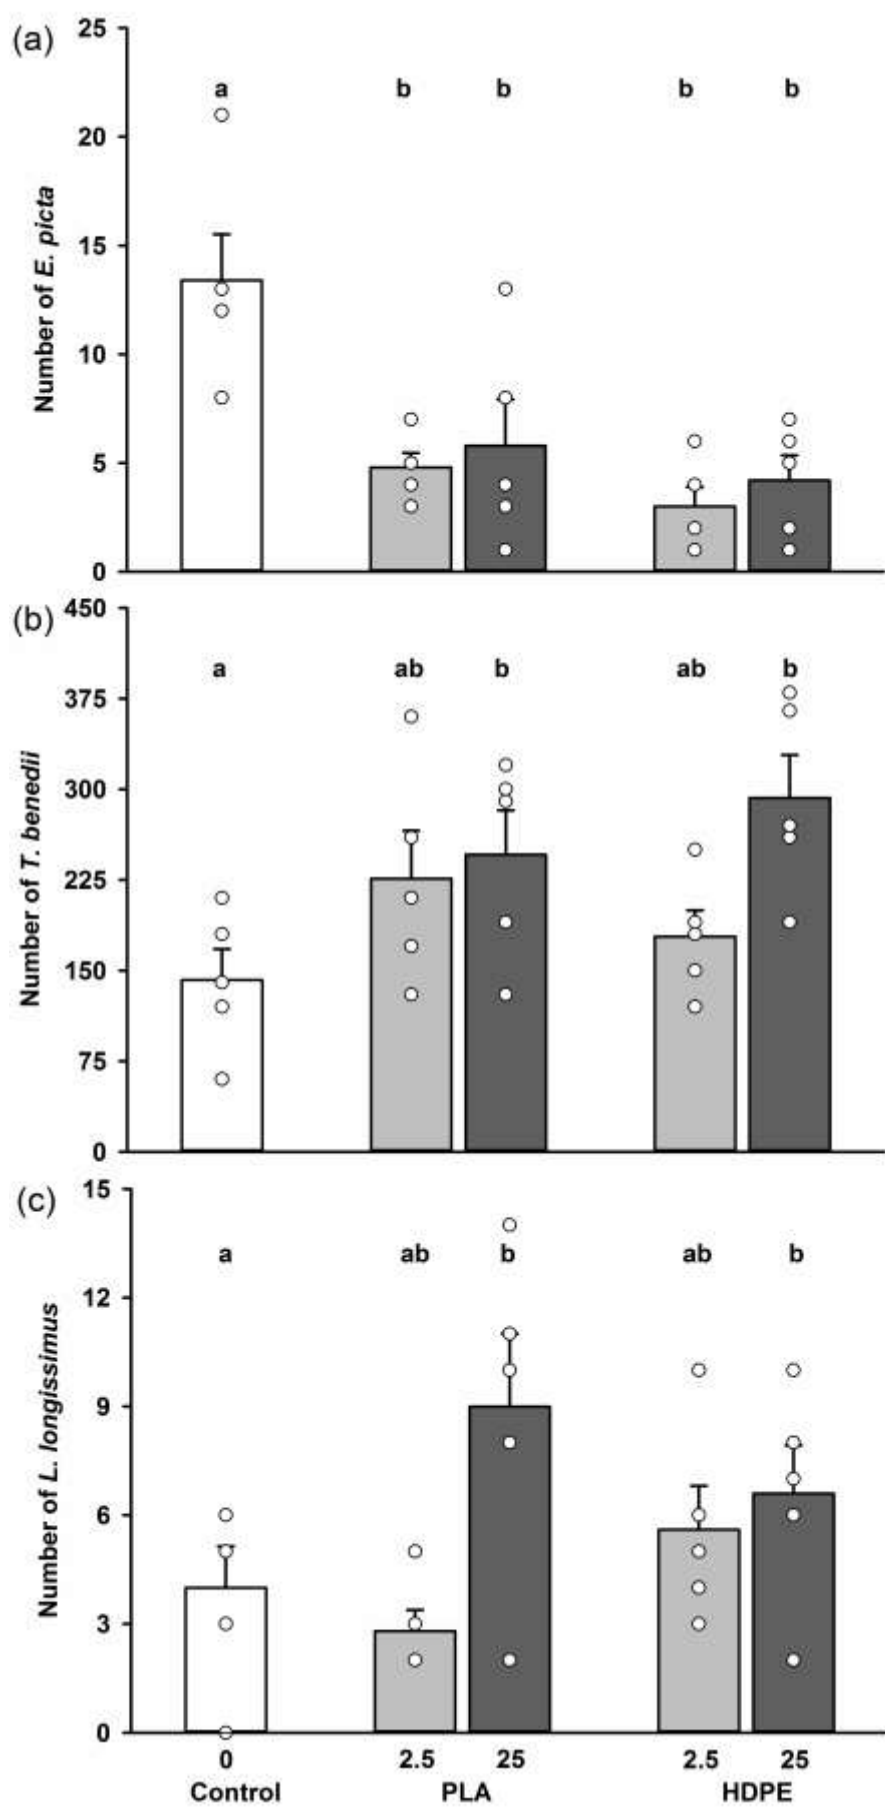 (a)
25
20
15
10
5
0
Number of E. picta
a b b b b
(b)
450
375
300
225
150
75
0
Number of T. benedii
a ab b ab b
(c)
15
12
9
6
3
0
Number of L. longissimus
a ab b ab b
0 2.5 25 2.5 25
Control PLA HDPE